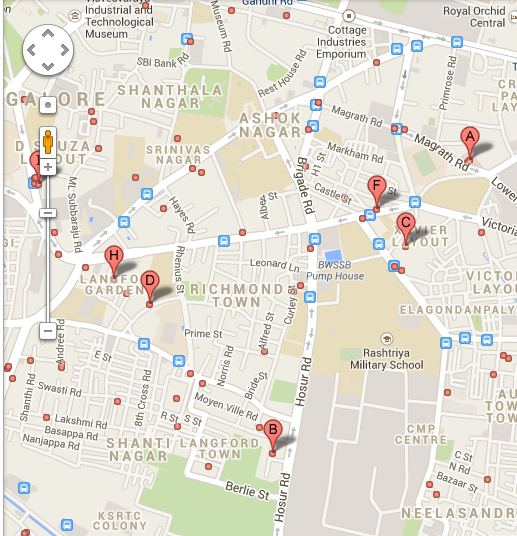 Industrial and
Technological
Museum
Museum Rd
Gandhi Rd
Royal Orchid
Central
Cottage
Industries
Emporium
SBI Bank Rd
Rest House Rd
Primrose Rd
SHANTHALA
NAGAR
GALORE
ASHOK
NAGAR
Magrath Rd
Magrath Rd
A
Markham Rd
Lower
D'SOUZA
LAYOUT
SRINIVAS
NAGAR
H1 St
Castle St
St
F
C
Brigade Rd
Mt. Subbaraju Rd
Hayes Rd
Albert St
LAYOUT
Victoria
Rhenius St
Leonard Ln
BWSSB
Pump House
H
D
LANGFORD
GARDENS
RICHMOND
TOWN
Curley St
VICTO
LAYOU
ELAGONDANPALY
Andree Rd
Prime St
Alfred St
Rashtriya
Military School
E St
Norris Rd
Bride St
Hosur Rd
Shanthi Rd
Swasti Rd
8th Cross Rd
Moyen Ville Rd
AU
TOW
Lakshmi Rd
R St
S St
B
Basappa Rd
Nanjappa Rd
SHANTI
NAGAR
LANGFORD
TOWN
CMP
CENTRE
C St
N Rd
Bazaar St
Berlie St
Hosur Rd
KSRTC
COLONY
NEELASANDR